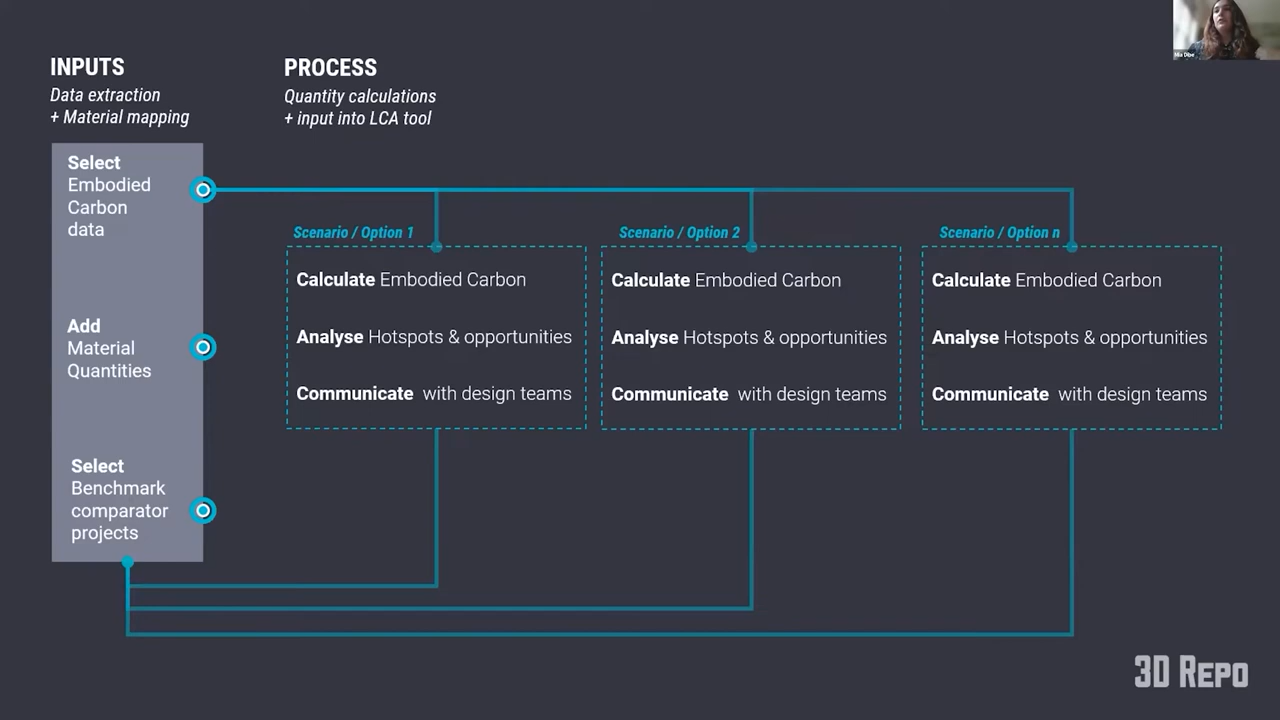 INPUTS
Data extraction
+ Material mapping
PROCESS
Quantity calculations
+ input into LCA tool
Select
Embodied
Carbon
data
Add
Material
Quantities
Select
Benchmark
comparator
projects
Scenario / Option 1
Calculate Embodied Carbon
Analyse Hotspots & opportunities
Communicate with design teams
Scenario / Option 2
Calculate Embodied Carbon
Analyse Hotspots & opportunities
Communicate with design teams
Scenario / Option n
Calculate Embodied Carbon
Analyse Hotspots & opportunities
Communicate with design teams
3D REPO